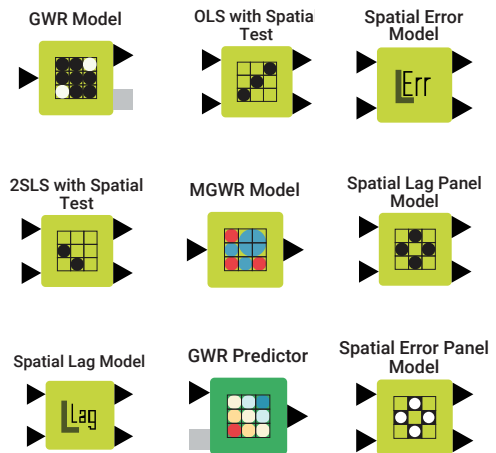 GWR Model
OLS with Spatial
Test
Spatial Error
Model
Err
2SLS with Spatial
Test
MGWR Model
Spatial Lag Panel
Model
Spatial Lag Model
Lag
GWR Predictor
Spatial Error Panel
Model